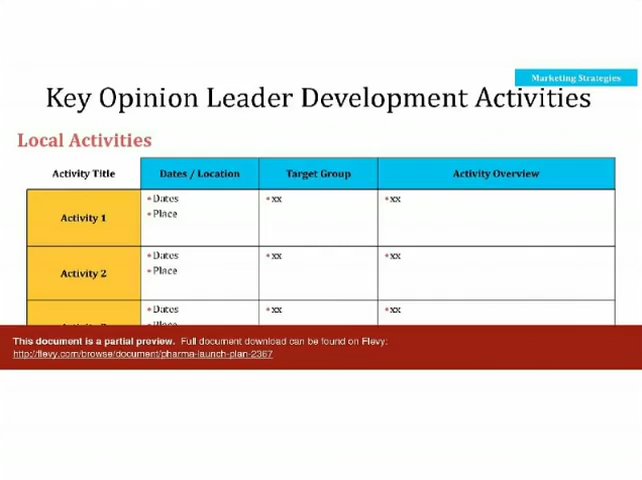 Marketing Strategies
Key Opinion Leader Development Activities
Local Activities
Activity Title Dates / Location Target Group Activity Overview
Activity 1
• Dates
• Place
• xx
• xx
Activity 2
• Dates
• Place
• xx
• xx
• Dates
• xx
• xx
This document is a partial preview. Full document download can be found on Flevy:
http://flevy.com/browse/document/pharma-launch-plan-2367